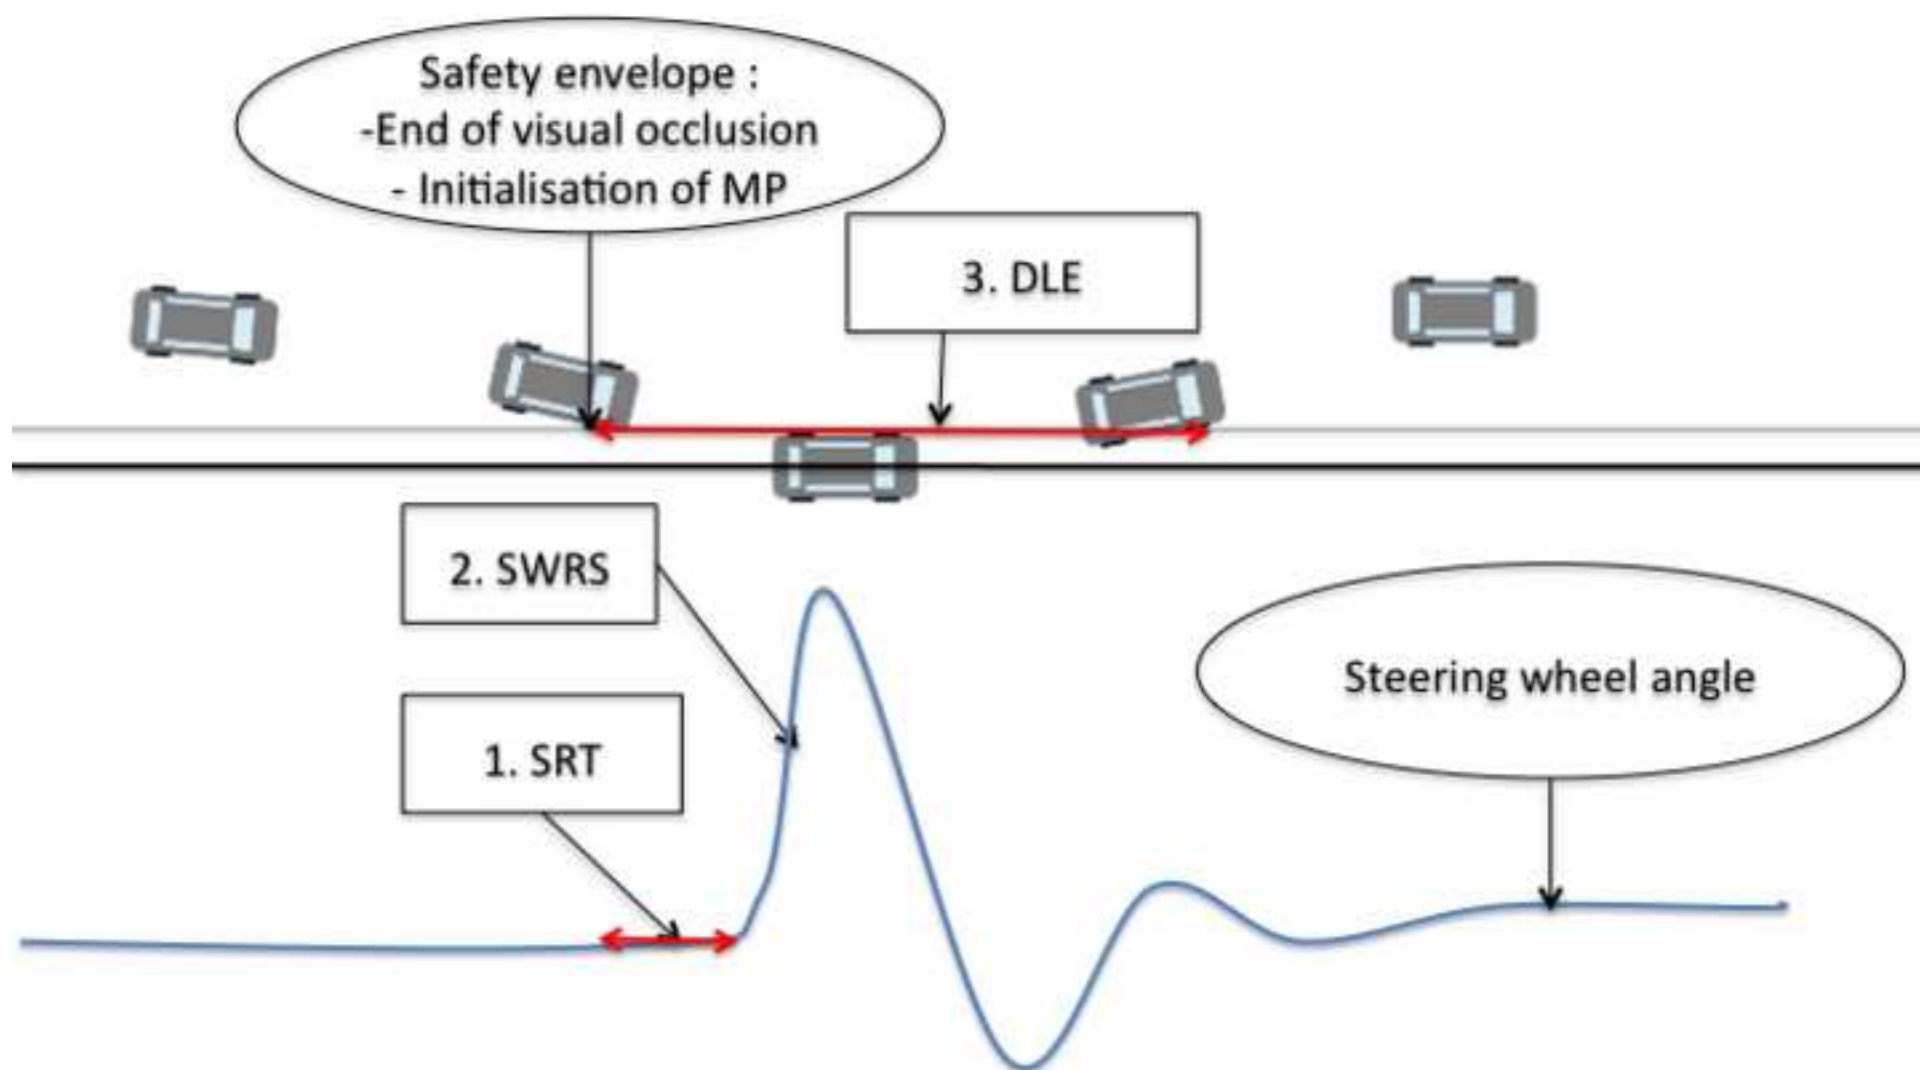 Safety envelope :
-End of visual occlusion
- Initialisation of MP
3. DLE
2. SWRS
1. SRT
Steering wheel angle